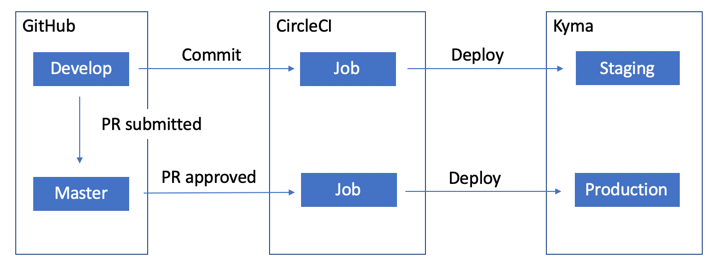 GitHub
CircleCI
Kyma
Develop
Commit
Job
Deploy
Staging
PR submitted
Master
PR approved
Job
Deploy
Production